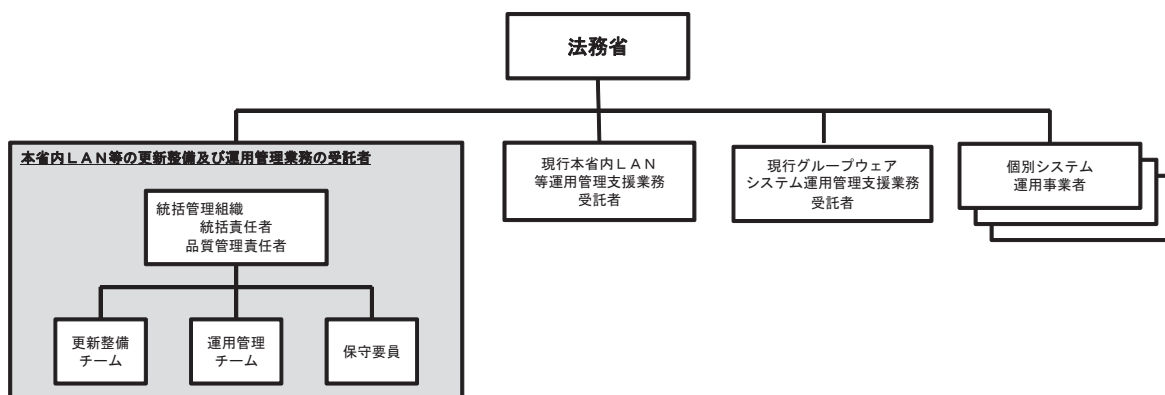 法務省
本省内ＬＡＮ等の更新整備及び運用管理業務の受託者
統括管理組織
統括責任者
品質管理責任者
更新整備
チーム
運用管理
チーム
保守要員
現行本省内ＬＡＮ
等運用管理支援業務
受託者
現行グループウェア
システム運用管理支援業務
受託者
個別システム
運用事業者